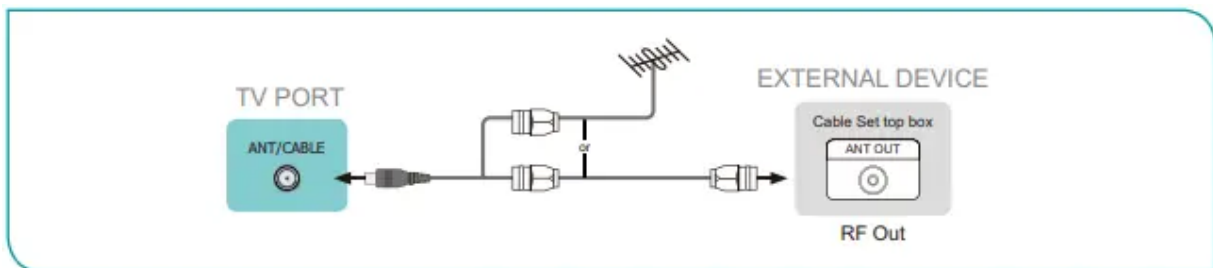 TV PORT
ANT/CABLE
or
EXTERNAL DEVICE
Cable Set top box
ANT OUT
RF Out